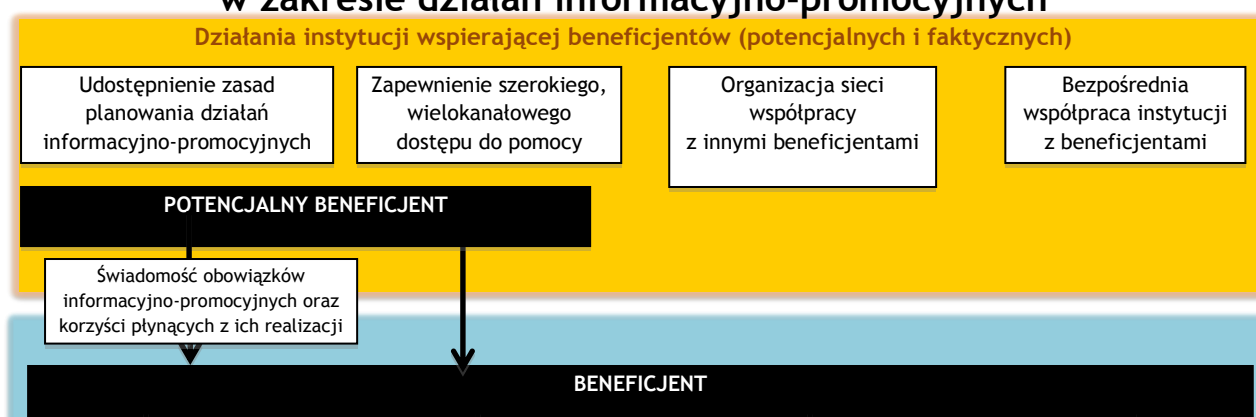 w zakresie działań informacyjno-promocyjnych
Działania instytucji wspierającej beneficjentów (potencjalnych i faktycznych)
Udostępnienie zasad
planowania działań
informacyjno-promocyjnych
Zapewnienie szerokiego,
wielokanałowego
dostępu do pomocy
Organizacja sieci
współpracy
z innymi beneficjentami
Bezpośrednia
współpraca instytucji
z beneficjentami
POTENCJALNY BENEFICJENT
Świadomość obowiązków
informacyjno-promocyjnych oraz
korzyści płynących z ich realizacji
BENEFICJENT